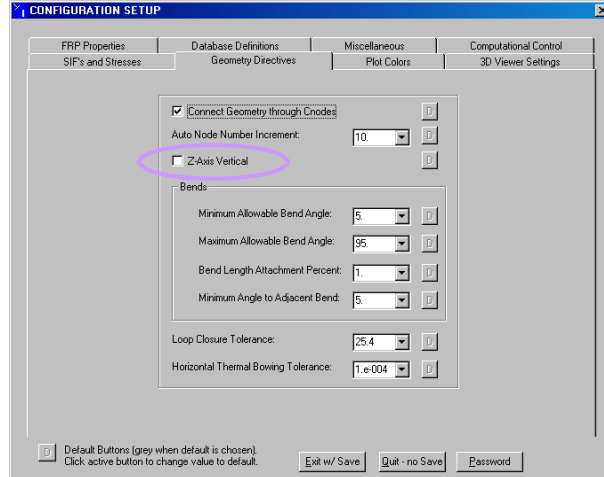 CONFIGURATION SETUP
FRP Properties Database Definitions Miscellaneous Computational Control
SIF's and Stresses Geometry Directives Plot Colors 3D Viewer Settings
Connect Geometry through Cnodes D
Auto Node Number Increment: 10. D
Z-Axis Vertical D
Bends
Minimum Allowable Bend Angle: 5. D
Maximum Allowable Bend Angle: 95. D
Bend Length Attachment Percent: 1. D
Minimum Angle to Adjacent Bend: 5. D
Loop Closure Tolerance: 25.4 D
Horizontal Thermal Bowing Tolerance: 1.e-004 D
D Default Buttons (grey when default is chosen).
Click active button to change value to default.
Exit w/ Save Quit - no Save Password